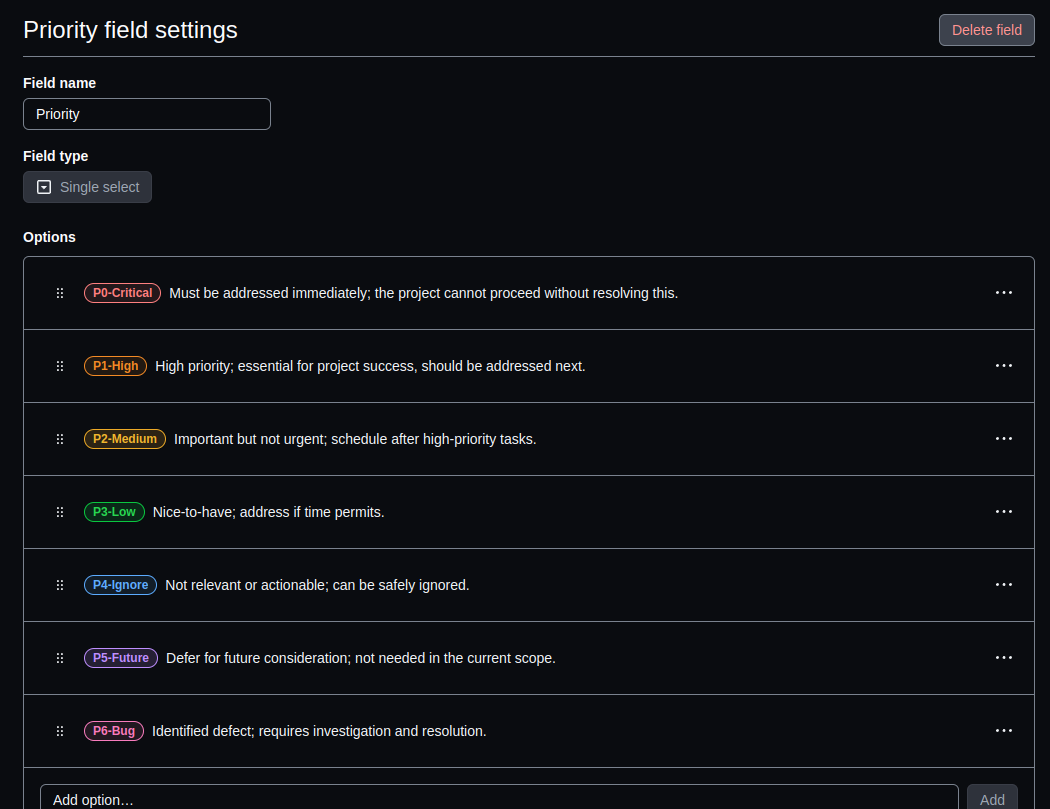 Priority field settings
Delete field
Field name
Priority
Field type
Single select
Options
P0-Critical Must be addressed immediately; the project cannot proceed without resolving this.
P1-High High priority; essential for project success, should be addressed next.
P2-Medium Important but not urgent; schedule after high-priority tasks.
P3-Low Nice-to-have; address if time permits.
P4-Ignore Not relevant or actionable; can be safely ignored.
P5-Future Defer for future consideration; not needed in the current scope.
P6-Bug Identified defect; requires investigation and resolution.
Add option… Add